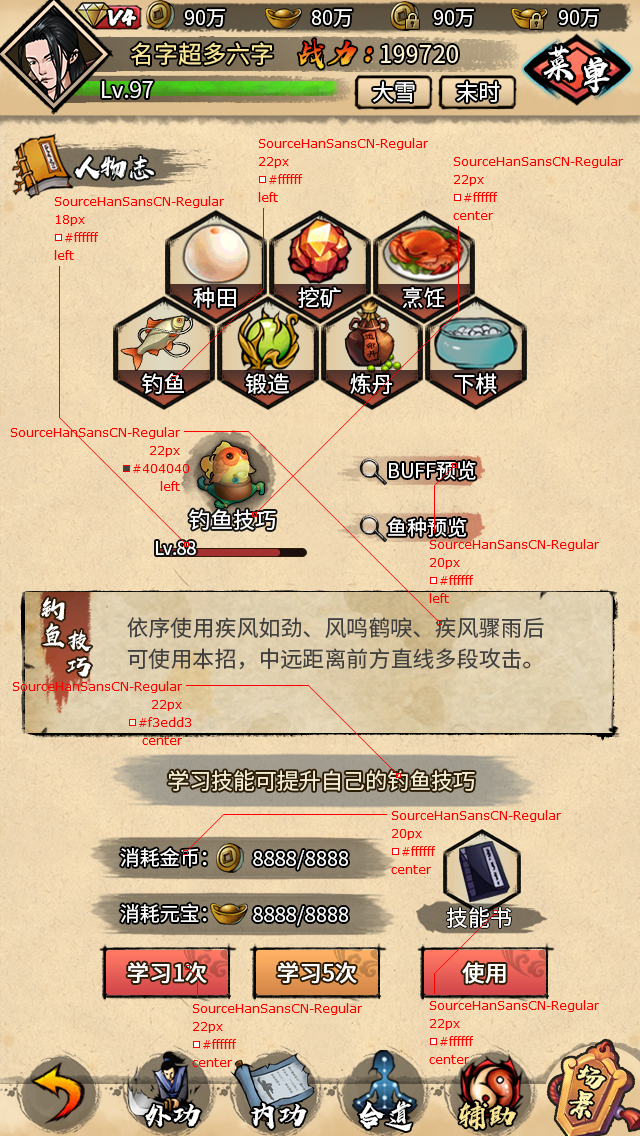 V4 90万 80万 90万 90万
名字超多六字 战力：199720
菜单
Lv.97 大雪 末时
人物志
SourceHanSansCN-Regular
22px
#ffffff
left
SourceHanSansCN-Regular
22px
#ffffff
center
SourceHanSansCN-Regular
18px
#ffffff
left
种田 挖矿 烹饪
钓鱼 锻造 炼丹 下棋
SourceHanSansCN-Regular
22px
#404040
left
钓鱼技巧
Lv.88
BUFF预览
鱼种预览
SourceHanSansCN-Regular
20px
#ffffff
left
钓鱼技巧
依序使用疾风如劲、风鸣鹤唳、疾风骤雨后
可使用本招，中远距离前方直线多段攻击。
SourceHanSansCN-Regular
22px
#f3edd3
center
学习技能可提升自己的钓鱼技巧
SourceHanSansCN-Regular
20px
#ffffff
center
消耗金币： 8888/8888
消耗元宝： 8888/8888
技能书
学习1次 学习5次 使用
SourceHanSansCN-Regular
22px
#ffffff
center
SourceHanSansCN-Regular
22px
#ffffff
center
外功 内功 合道 辅助 场景